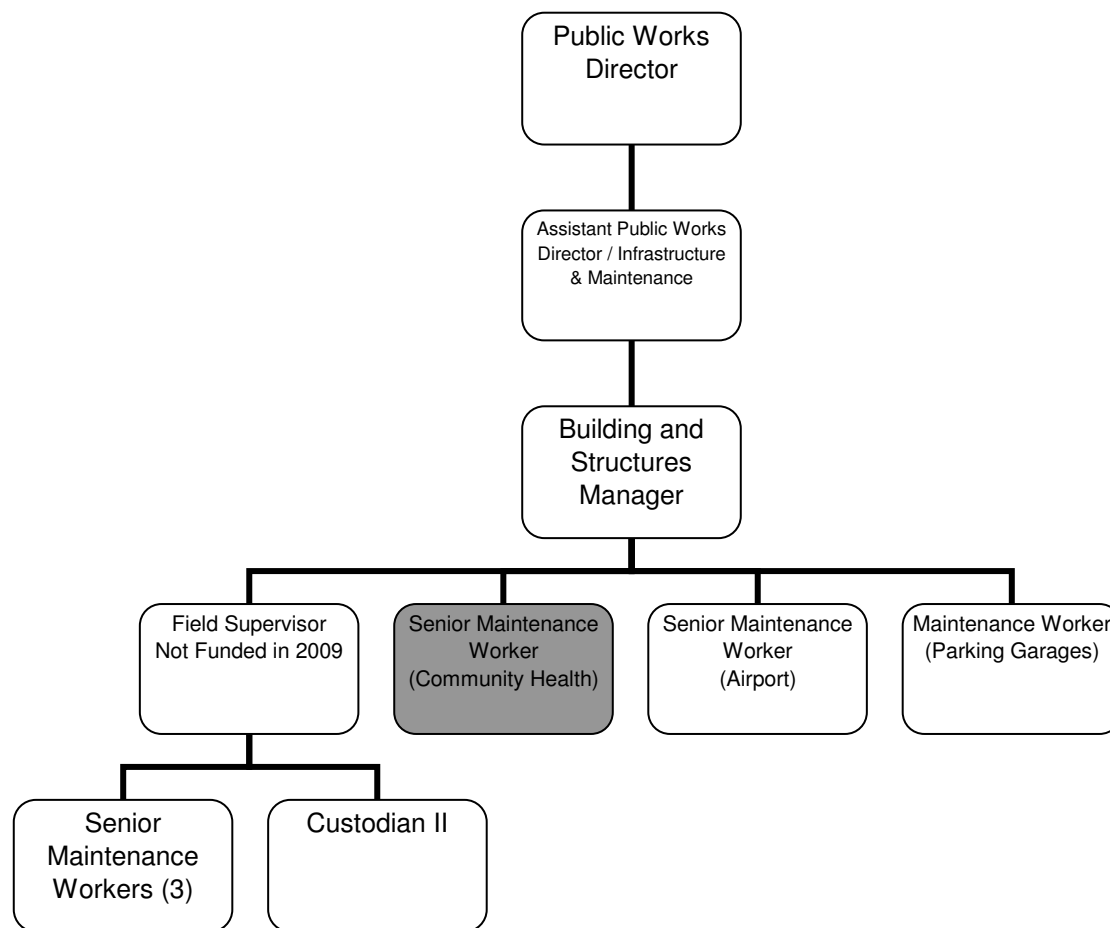 Public Works
Director
Assistant Public Works
Director / Infrastructure
& Maintenance
Building and
Structures
Manager
Field Supervisor
Not Funded in 2009
Senior Maintenance
Worker
(Community Health)
Senior Maintenance
Worker
(Airport)
Maintenance Worker
(Parking Garages)
Senior
Maintenance
Workers (3)
Custodian II